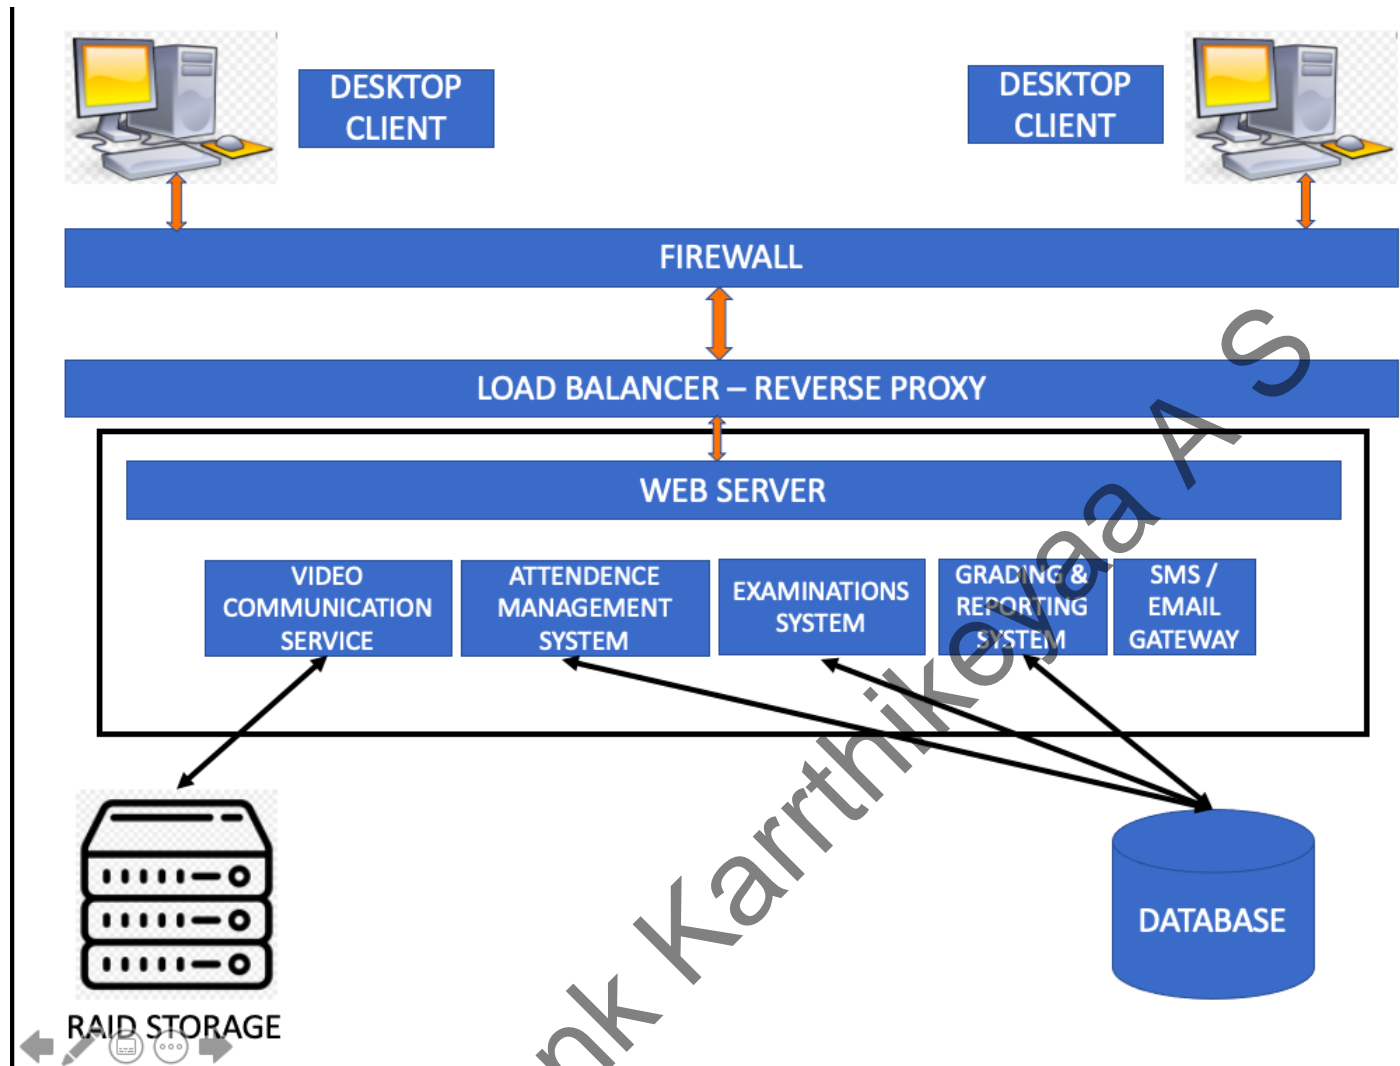 DESKTOP
CLIENT
DESKTOP
CLIENT
FIREWALL
LOAD BALANCER – REVERSE PROXY
WEB SERVER
VIDEO
COMMUNICATION
SERVICE
ATTENDENCE
MANAGEMENT
SYSTEM
EXAMINATIONS
SYSTEM
GRADING &
REPORTING
SYSTEM
SMS /
EMAIL
GATEWAY
DATABASE
RAID STORAGE
nk Karrthikeyaa A S